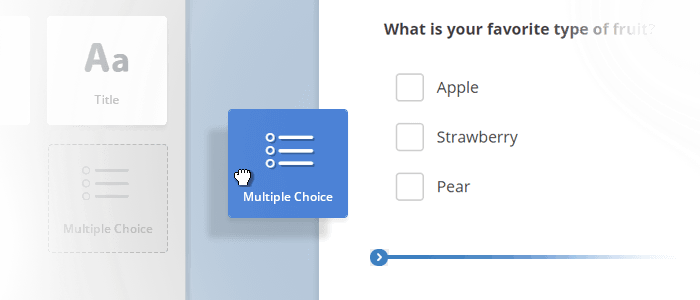 Aa
Title
Multiple Choice
Multiple Choice
What is your favorite type of fruit?
Apple
Strawberry
Pear